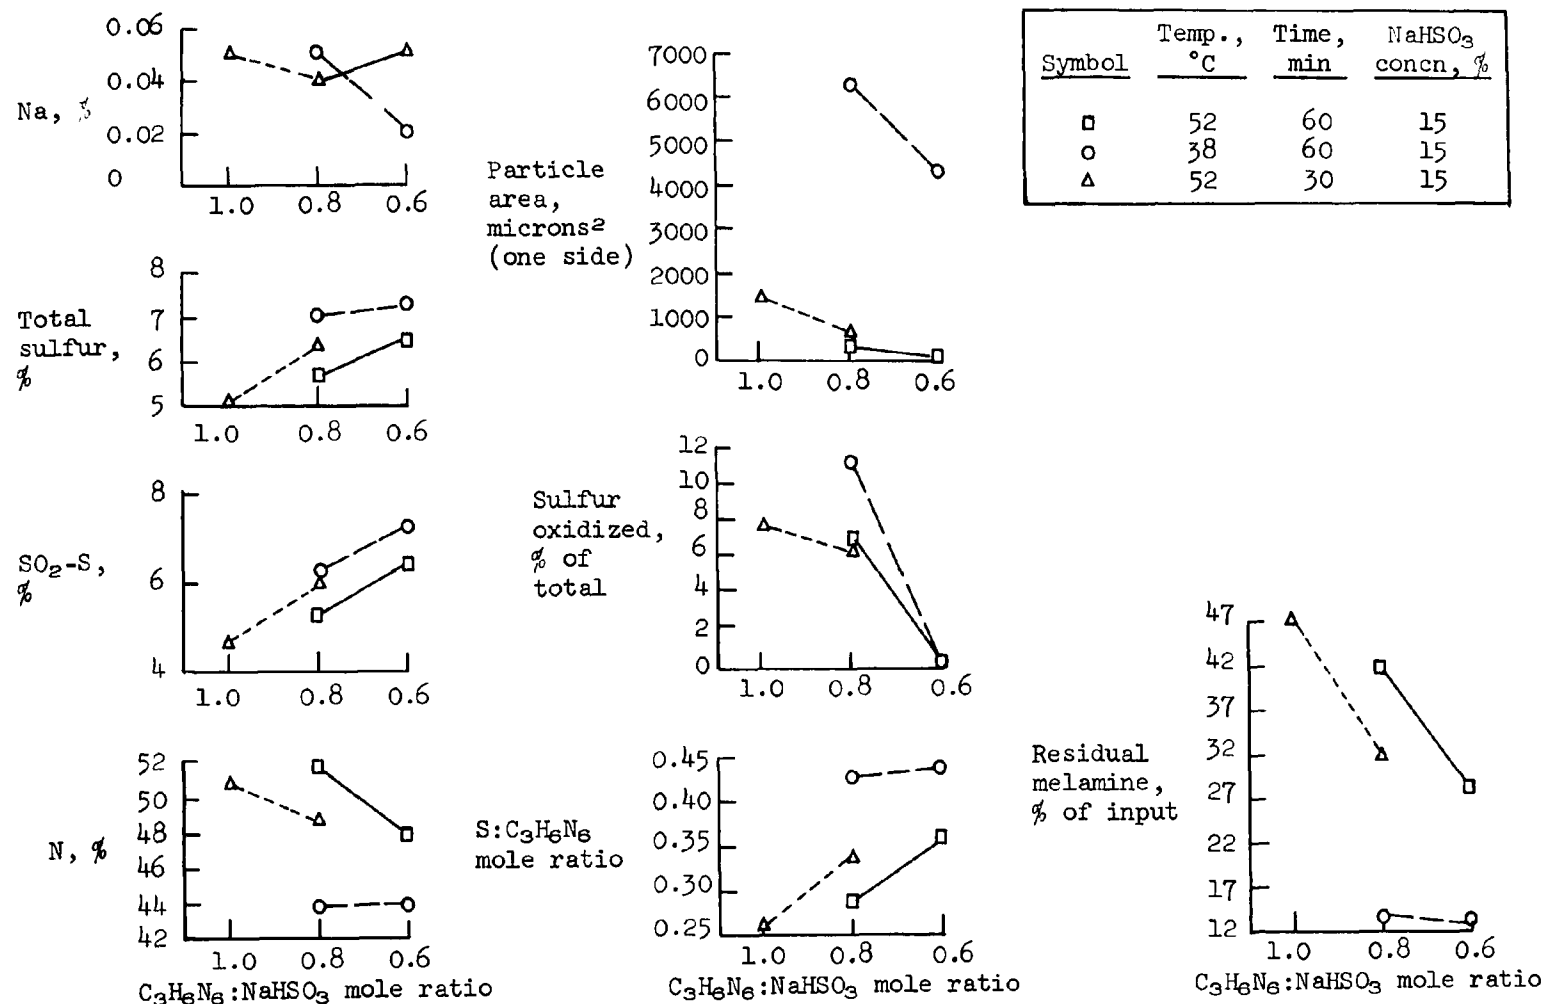 0.06
0.04
0.02
0
Na, %
1.0 0.8 0.6
8
7
6
5
Total
sulfur,
%
1.0 0.8 0.6
8
6
4
SO₂-S,
%
1.0 0.8 0.6
52
50
48
46
44
42
N, %
1.0 0.8 0.6
C₃H₆N₆:NaHSO₃ mole ratio
7000
6000
5000
4000
3000
2000
1000
0
Particle
area,
microns²
(one side)
1.0 0.8 0.6
12
10
8
6
4
2
0
Sulfur
oxidized,
% of
total
1.0 0.8 0.6
0.45
0.40
0.35
0.30
0.25
S:C₃H₆N₆
mole ratio
1.0 0.8 0.6
C₃H₆N₆:NaHSO₃ mole ratio
Temp., Time, NaHSO₃
Symbol °C min concn, %
□ 52 60 15
○ 38 60 15
△ 52 30 15
47
42
37
32
27
22
17
12
Residual
melamine,
% of input
1.0 0.8 0.6
C₃H₆N₆:NaHSO₃ mole ratio